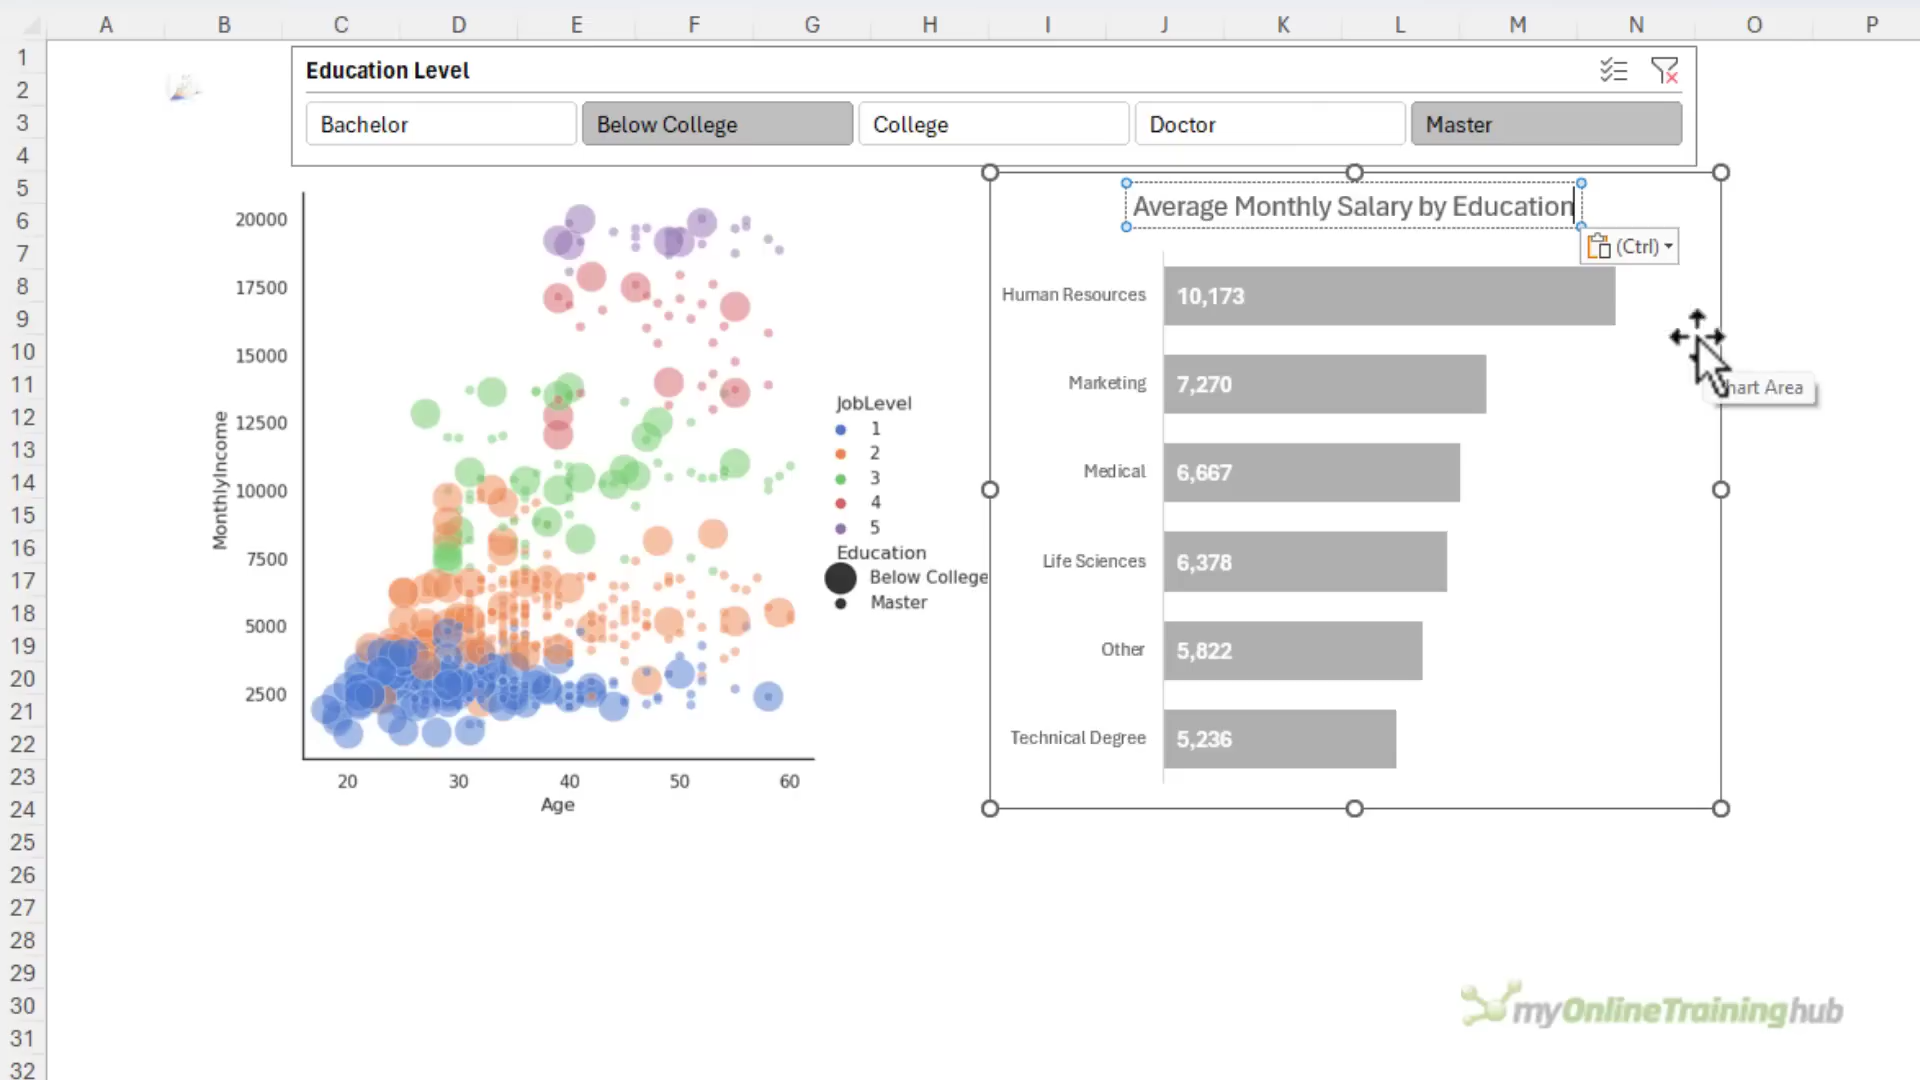 A B C D E F G H I J K L M N O P
1
2
3
4
5
6
7
8
9
10
11
12
13
14
15
16
17
18
19
20
21
22
23
24
25
26
27
28
29
30
31
32
Education Level
Bachelor Below College College Doctor Master
20000
17500
15000
12500
10000
7500
5000
2500
MonthlyIncome
20 30 40 50 60
Age
JobLevel
1
2
3
4
5
Education
Below College
Master
Average Monthly Salary by Education
(Ctrl)
Human Resources 10,173
Marketing 7,270
Medical 6,667
Life Sciences 6,378
Other 5,822
Technical Degree 5,236
hart Area
myOnlineTraininghub